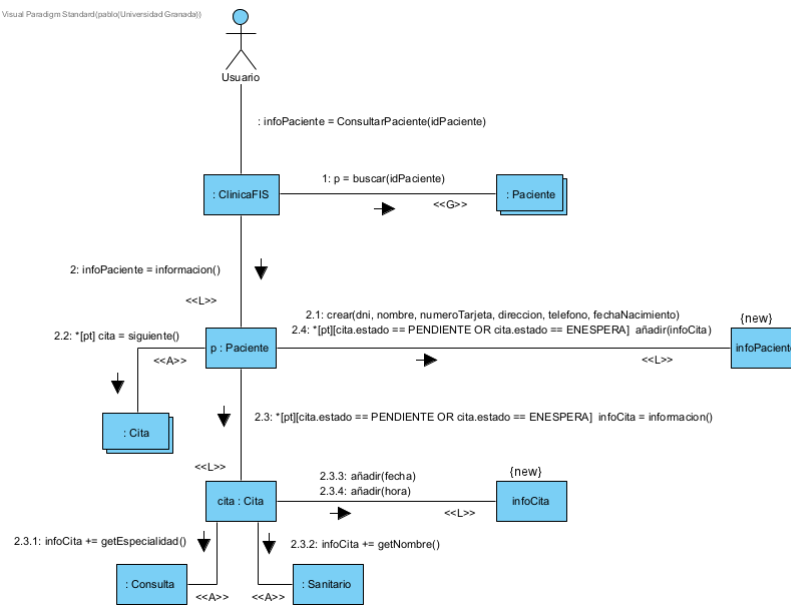 Visual Paradigm Standard(pablo(Universidad Granada))
Usuario
: infoPaciente = ConsultarPaciente(idPaciente)
: ClinicaFIS
1: p = buscar(idPaciente)
<<G>>
: Paciente
2: infoPaciente = informacion()
<<L>>
2.1: crear(dni, nombre, numeroTarjeta, direccion, telefono, fechaNacimiento)
{new}
2.2: *[pt] cita = siguiente()
2.4: *[pt][cita.estado == PENDIENTE OR cita.estado == ENESPERA] añadir(infoCita)
p : Paciente
infoPaciente
<<A>>
<<L>>
: Cita
2.3: *[pt][cita.estado == PENDIENTE OR cita.estado == ENESPERA] infoCita = informacion()
<<L>>
2.3.3: añadir(fecha)
2.3.4: añadir(hora)
{new}
cita : Cita
infoCita
<<L>>
2.3.1: infoCita += getEspecialidad()
2.3.2: infoCita += getNombre()
: Consulta
: Sanitario
<<A>>
<<A>>